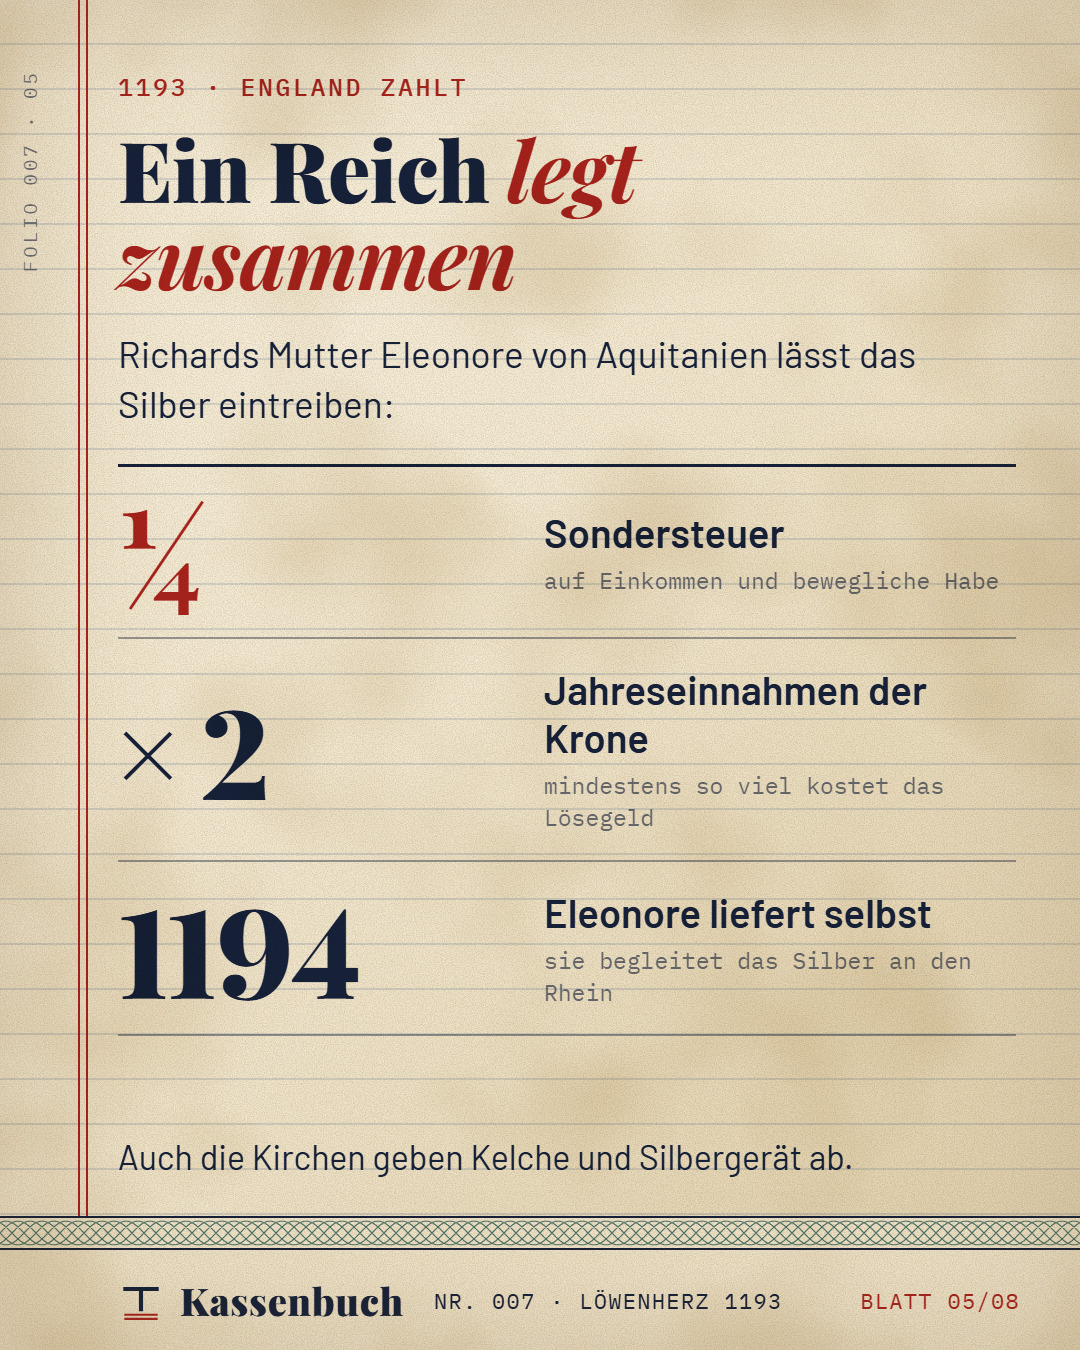 FOLIO 007 · 05
1193 · ENGLAND ZAHLT
Ein Reich legt
zusammen
Richards Mutter Eleonore von Aquitanien lässt das
Silber eintreiben:
¼
Sondersteuer
auf Einkommen und bewegliche Habe
× 2
Jahreseinnahmen der
Krone
mindestens so viel kostet das
Lösegeld
1194
Eleonore liefert selbst
sie begleitet das Silber an den
Rhein
Auch die Kirchen geben Kelche und Silbergerät ab.
Kassenbuch NR. 007 · LÖWENHERZ 1193 BLATT 05/08